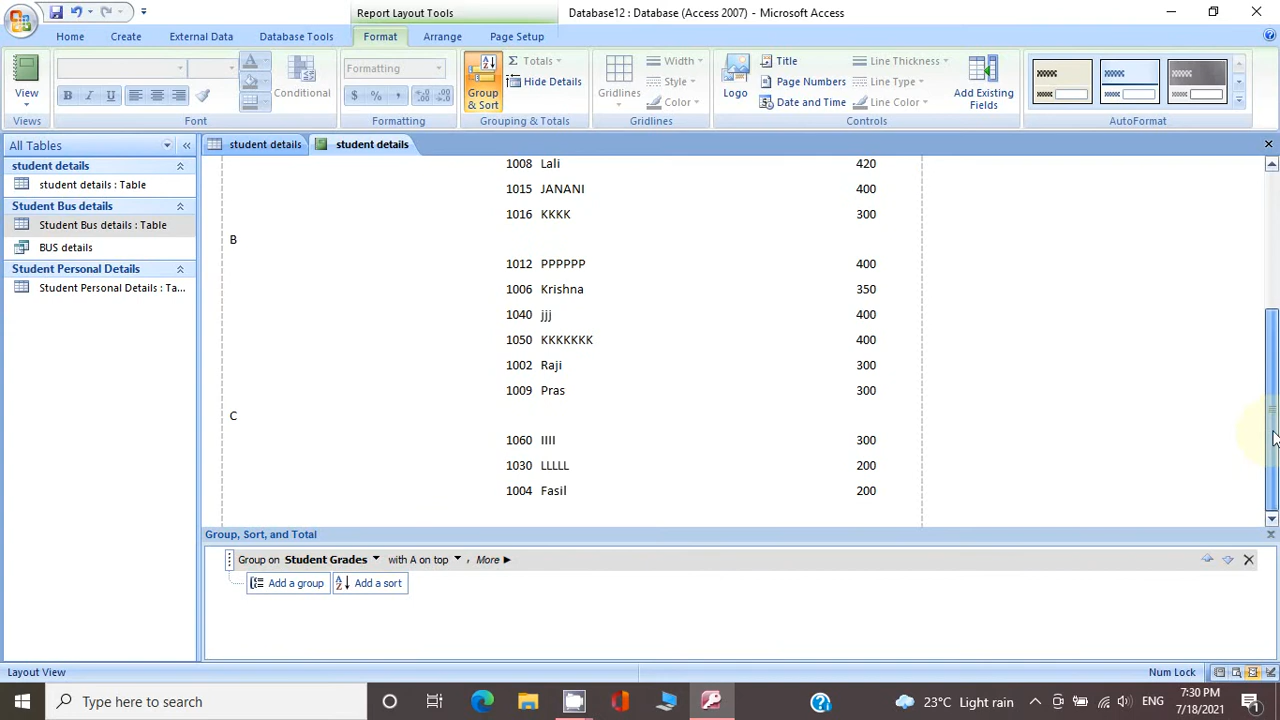 Report Layout Tools
Database12 : Database (Access 2007) - Microsoft Access
Home Create External Data Database Tools Format Arrange Page Setup
View
Views
B I U
Conditional
Font
Formatting
$ % ,
Formatting
Group & Sort
Σ Totals
Hide Details
Grouping & Totals
Gridlines
Width
Style
Color
Gridlines
Logo
Title
Page Numbers
Date and Time
Line Thickness
Line Type
Line Color
Add Existing Fields
Controls
AutoFormat
All Tables
student details
student details : Table
Student Bus details
Student Bus details : Table
BUS details
Student Personal Details
Student Personal Details : Ta...
student details
student details
1008 Lali 420
1015 JANANI 400
1016 KKKK 300
B
1012 PPPPPP 400
1006 Krishna 350
1040 jjj 400
1050 KKKKKKK 400
1002 Raji 300
1009 Pras 300
C
1060 IIII 300
1030 LLLLL 200
1004 Fasil 200
Group, Sort, and Total
Group on Student Grades with A on top , More
Add a group
Add a sort
Layout View
Num Lock
Type here to search
23°C Light rain
ENG
7:30 PM
7/18/2021
1